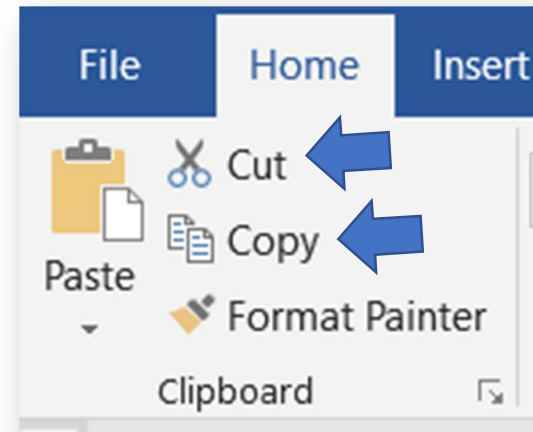 File Home Insert
Cut
Copy
Paste
Format Painter
Clipboard